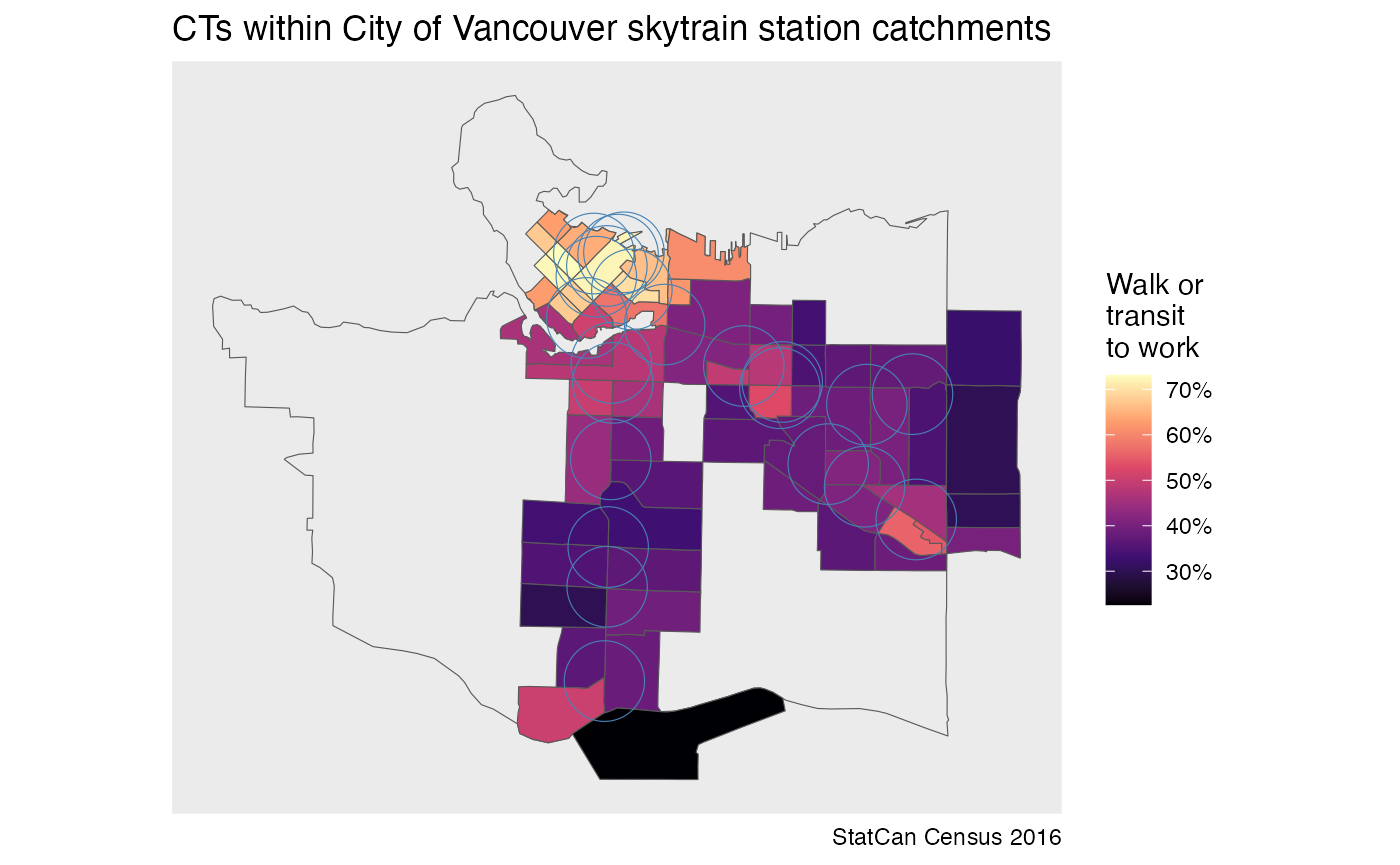 CTs within City of Vancouver skytrain station catchments
Walk or
transit
to work
70%
60%
50%
40%
30%
StatCan Census 2016